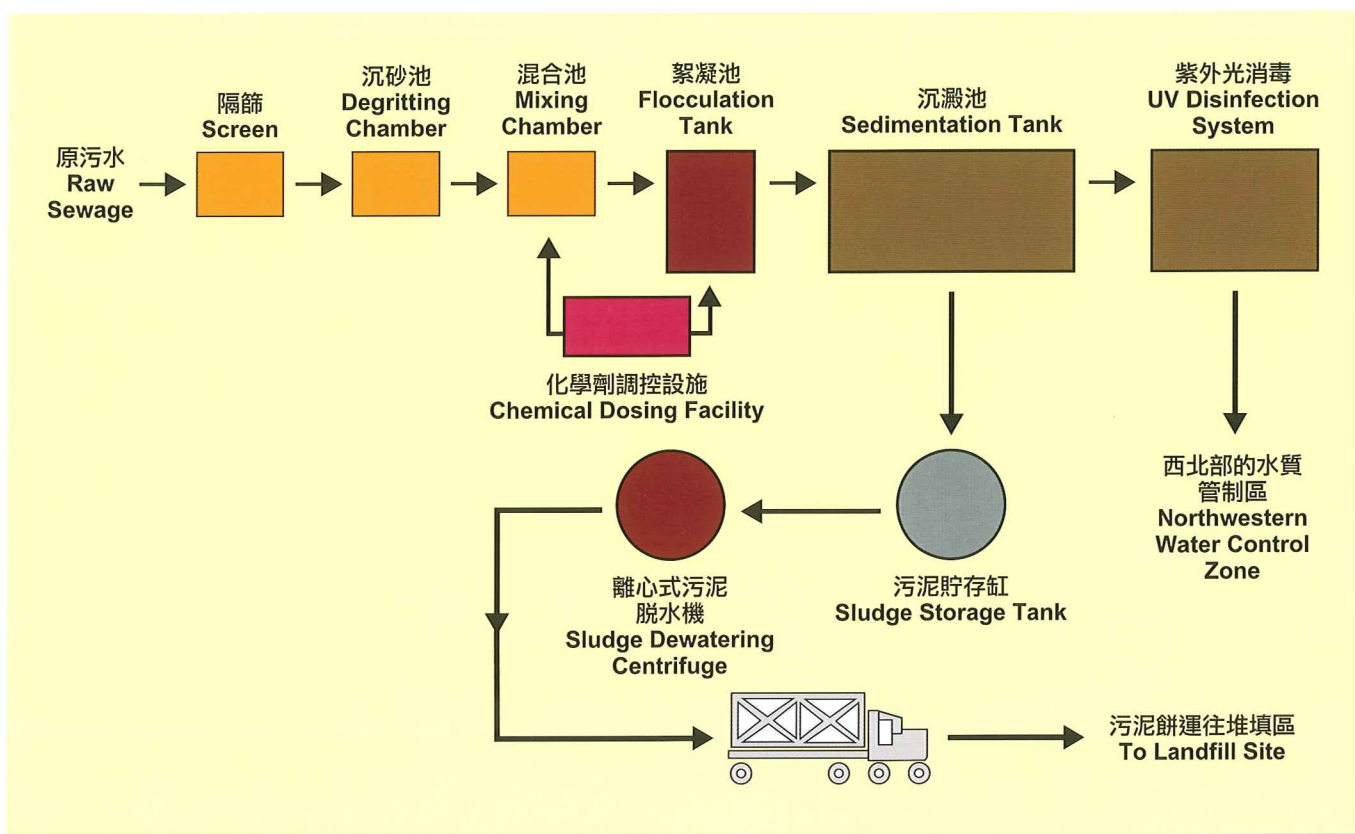 原污水
Raw
Sewage
隔篩
Screen
沉砂池
Degritting
Chamber
混合池
Mixing
Chamber
絮凝池
Flocculation
Tank
沉澱池
Sedimentation Tank
紫外光消毒
UV Disinfection
System
化學劑調控設施
Chemical Dosing Facility
離心式污泥
脱水機
Sludge Dewatering
Centrifuge
污泥貯存缸
Sludge Storage Tank
西北部的水質
管制區
Northwestern
Water Control
Zone
污泥餅運往堆填區
To Landfill Site